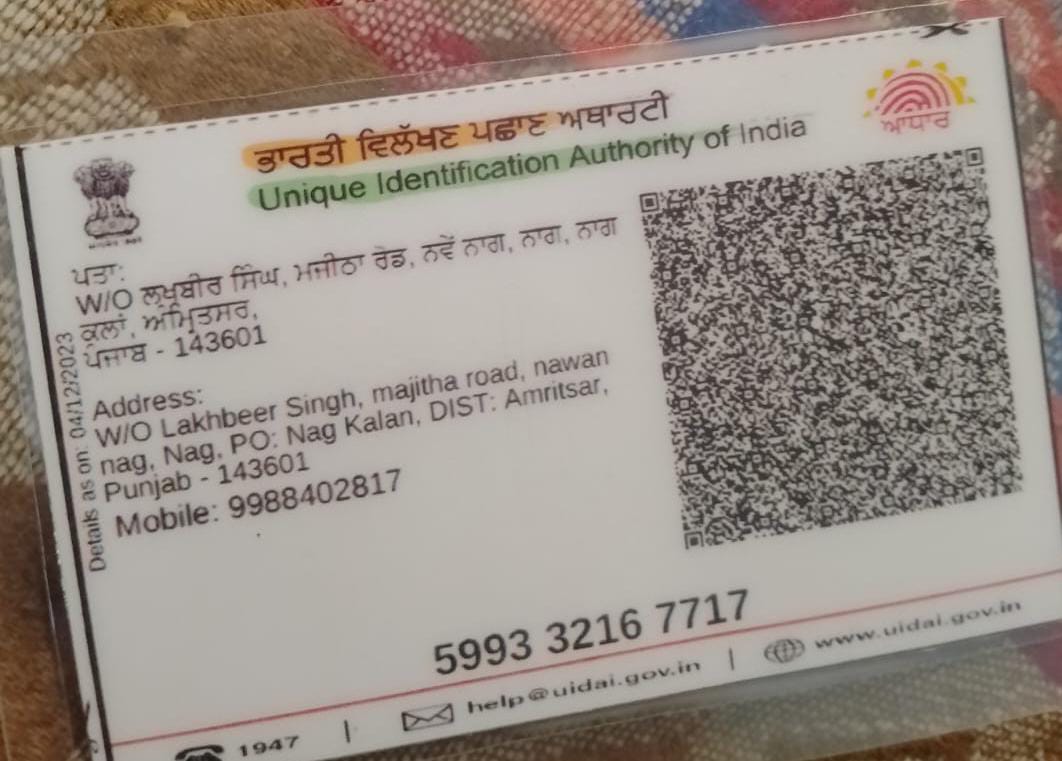 ਭਾਰਤੀ ਵਿਲੱਖਣ ਪਛਾਣ ਅਥਾਰਟੀ
Unique Identification Authority of India
ਆਧਾਰ
ਪਤਾ:
W/O ਲਖਬੀਰ ਸਿੰਘ, ਮਜੀਠਾ ਰੋਡ, ਨਵੇਂ ਨਾਗ, ਨਾਗ, ਨਾਗ
ਕਲਾਂ, ਅੰਮ੍ਰਿਤਸਰ,
ਪੰਜਾਬ - 143601
Address:
W/O Lakhbeer Singh, majitha road, nawan
nag, Nag, PO: Nag Kalan, DIST: Amritsar,
Punjab - 143601
Mobile: 9988402817
Details as on: 04/12/2023
5993 3216 7717
1947 | help@uidai.gov.in | www.uidai.gov.in